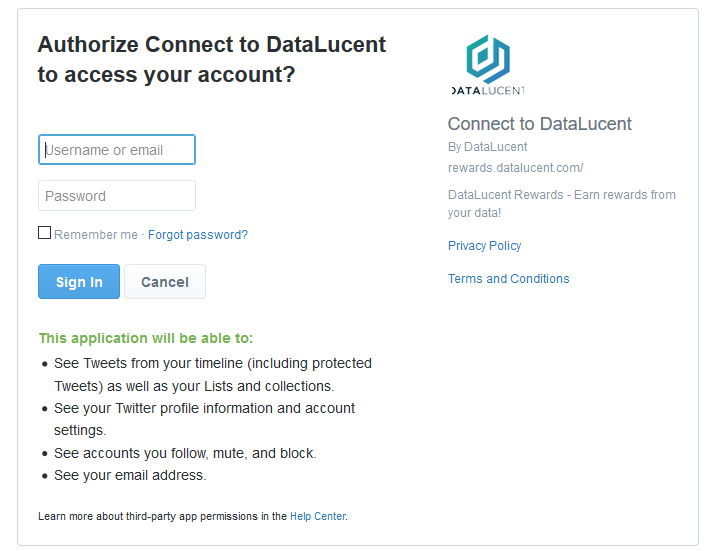 Authorize Connect to DataLucent
to access your account?
Username or email
Password
Remember me · Forgot password?
Sign In
Cancel
This application will be able to:
• See Tweets from your timeline (including protected
Tweets) as well as your Lists and collections.
• See your Twitter profile information and account
settings.
• See accounts you follow, mute, and block.
• See your email address.
Learn more about third-party app permissions in the Help Center.
DATALUCENT
Connect to DataLucent
By DataLucent
rewards.datalucent.com/
DataLucent Rewards - Earn rewards from
your data!
Privacy Policy
Terms and Conditions